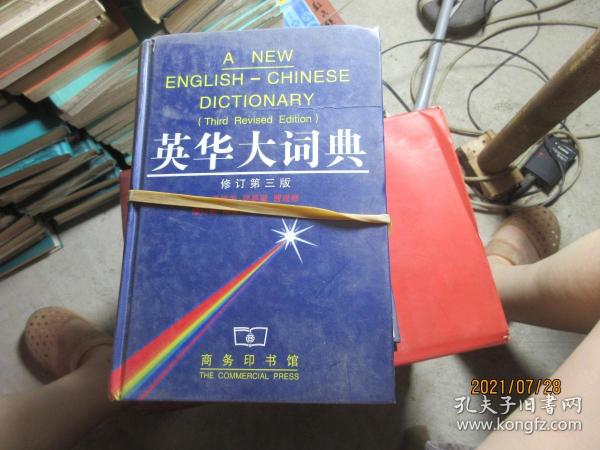 A NEW
ENGLISH – CHINESE
DICTIONARY
(Third Revised Edition)
英华大词典
修订第三版
商务印书馆
THE COMMERCIAL PRESS
2021/07/28
孔夫子旧书网
www.kongfz.com